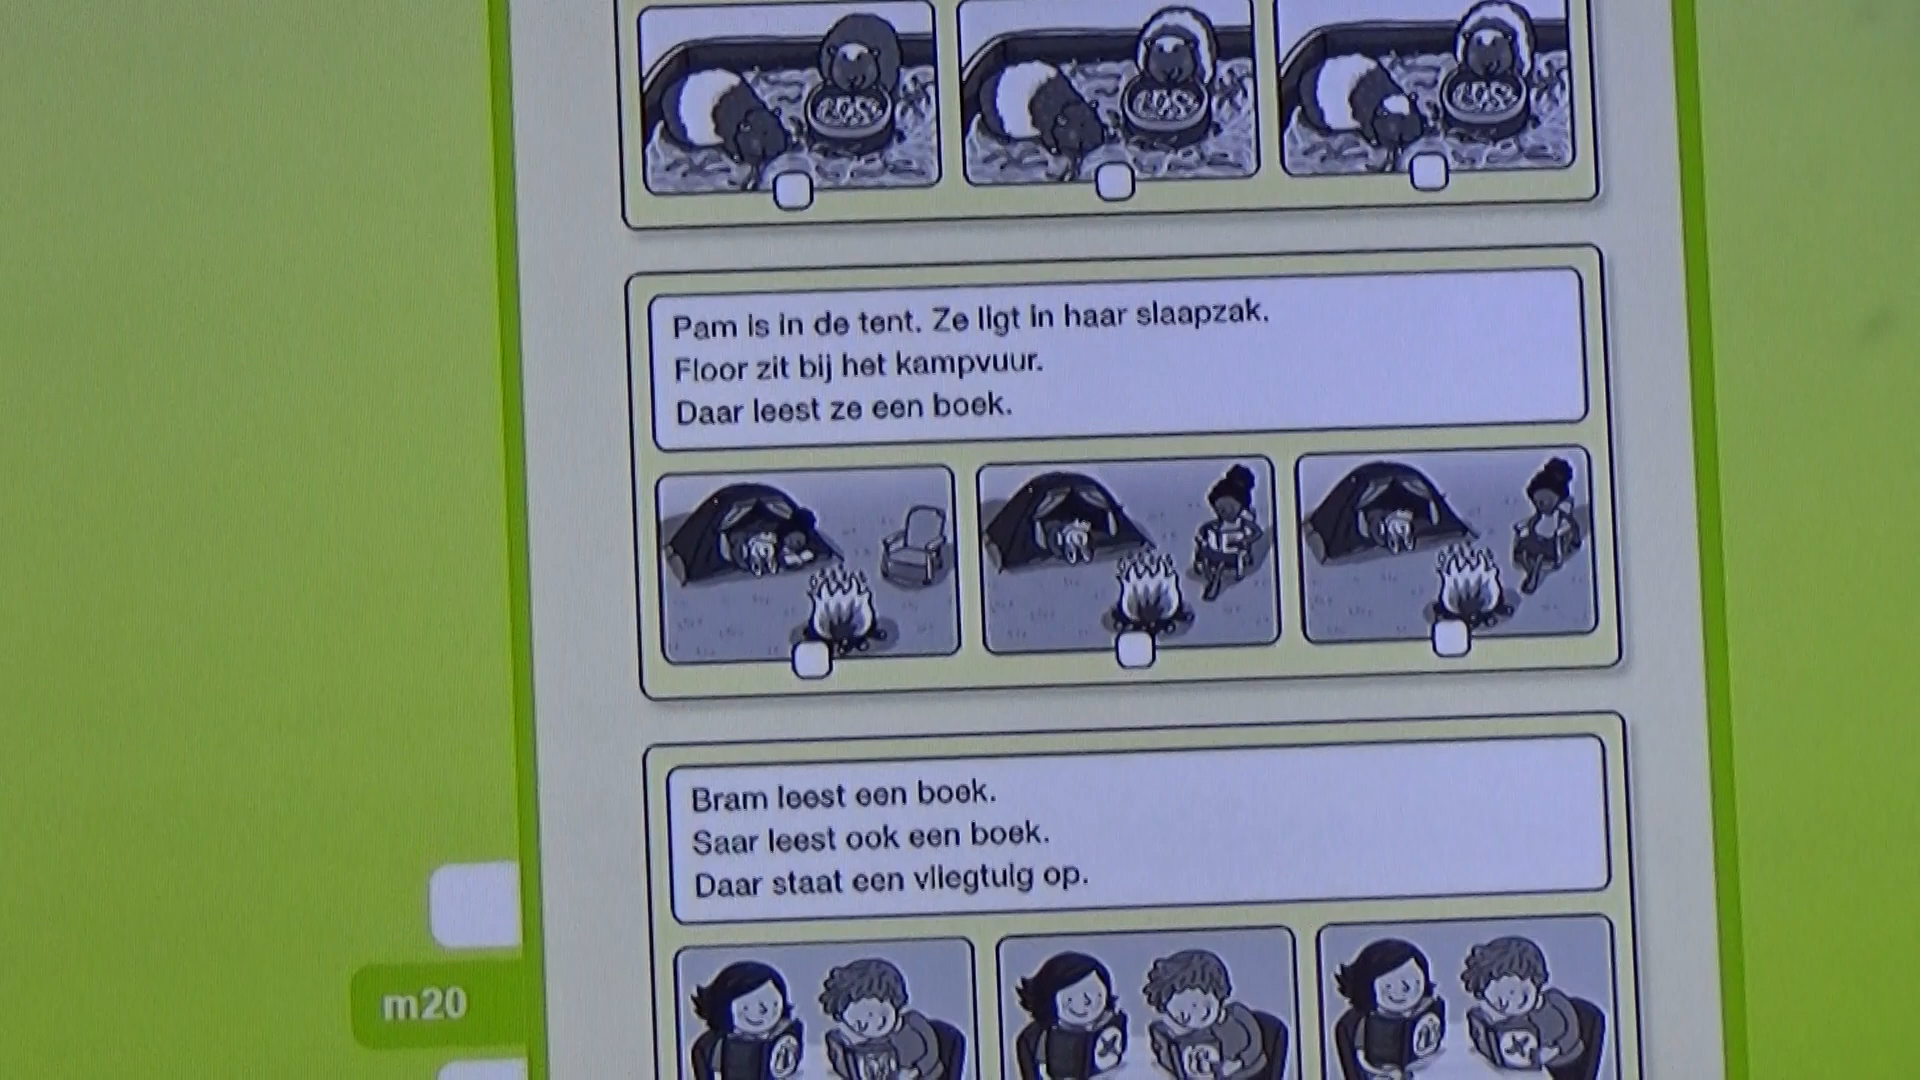 Pam is in de tent. Ze ligt in haar slaapzak.
Floor zit bij het kampvuur.
Daar leest ze een boek.
Bram leest een boek.
Saar leest ook een boek.
Daar staat een vliegtuig op.
m20